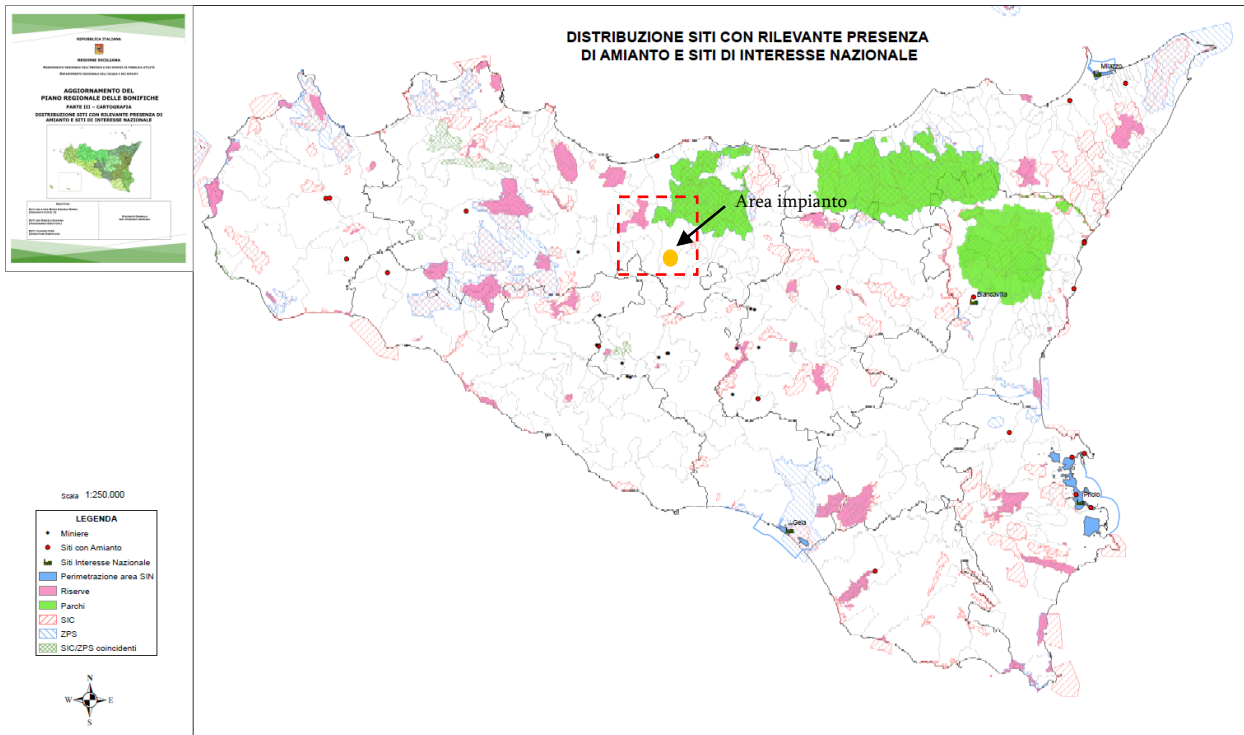 REPUBBLICA ITALIANA
REGIONE SICILIANA
AGGIORNAMENTO DEL
PIANO REGIONALE DELLE BONIFICHE
PARTE III – CARTOGRAFIA
DISTRIBUZIONE SITI CON RILEVANTE PRESENZA DI
AMIANTO E SITI DI INTERESSE NAZIONALE
DISTRIBUZIONE SITI CON RILEVANTE PRESENZA
DI AMIANTO E SITI DI INTERESSE NAZIONALE
Milazzo
Area impianto
Biancavilla
Priolo
Gela
Scala 1:250.000
LEGENDA
Miniere
Siti con Amianto
Siti Interesse Nazionale
Perimetrazione area SIN
Riserve
Parchi
SIC
ZPS
SIC/ZPS coincidenti
N
W E
S